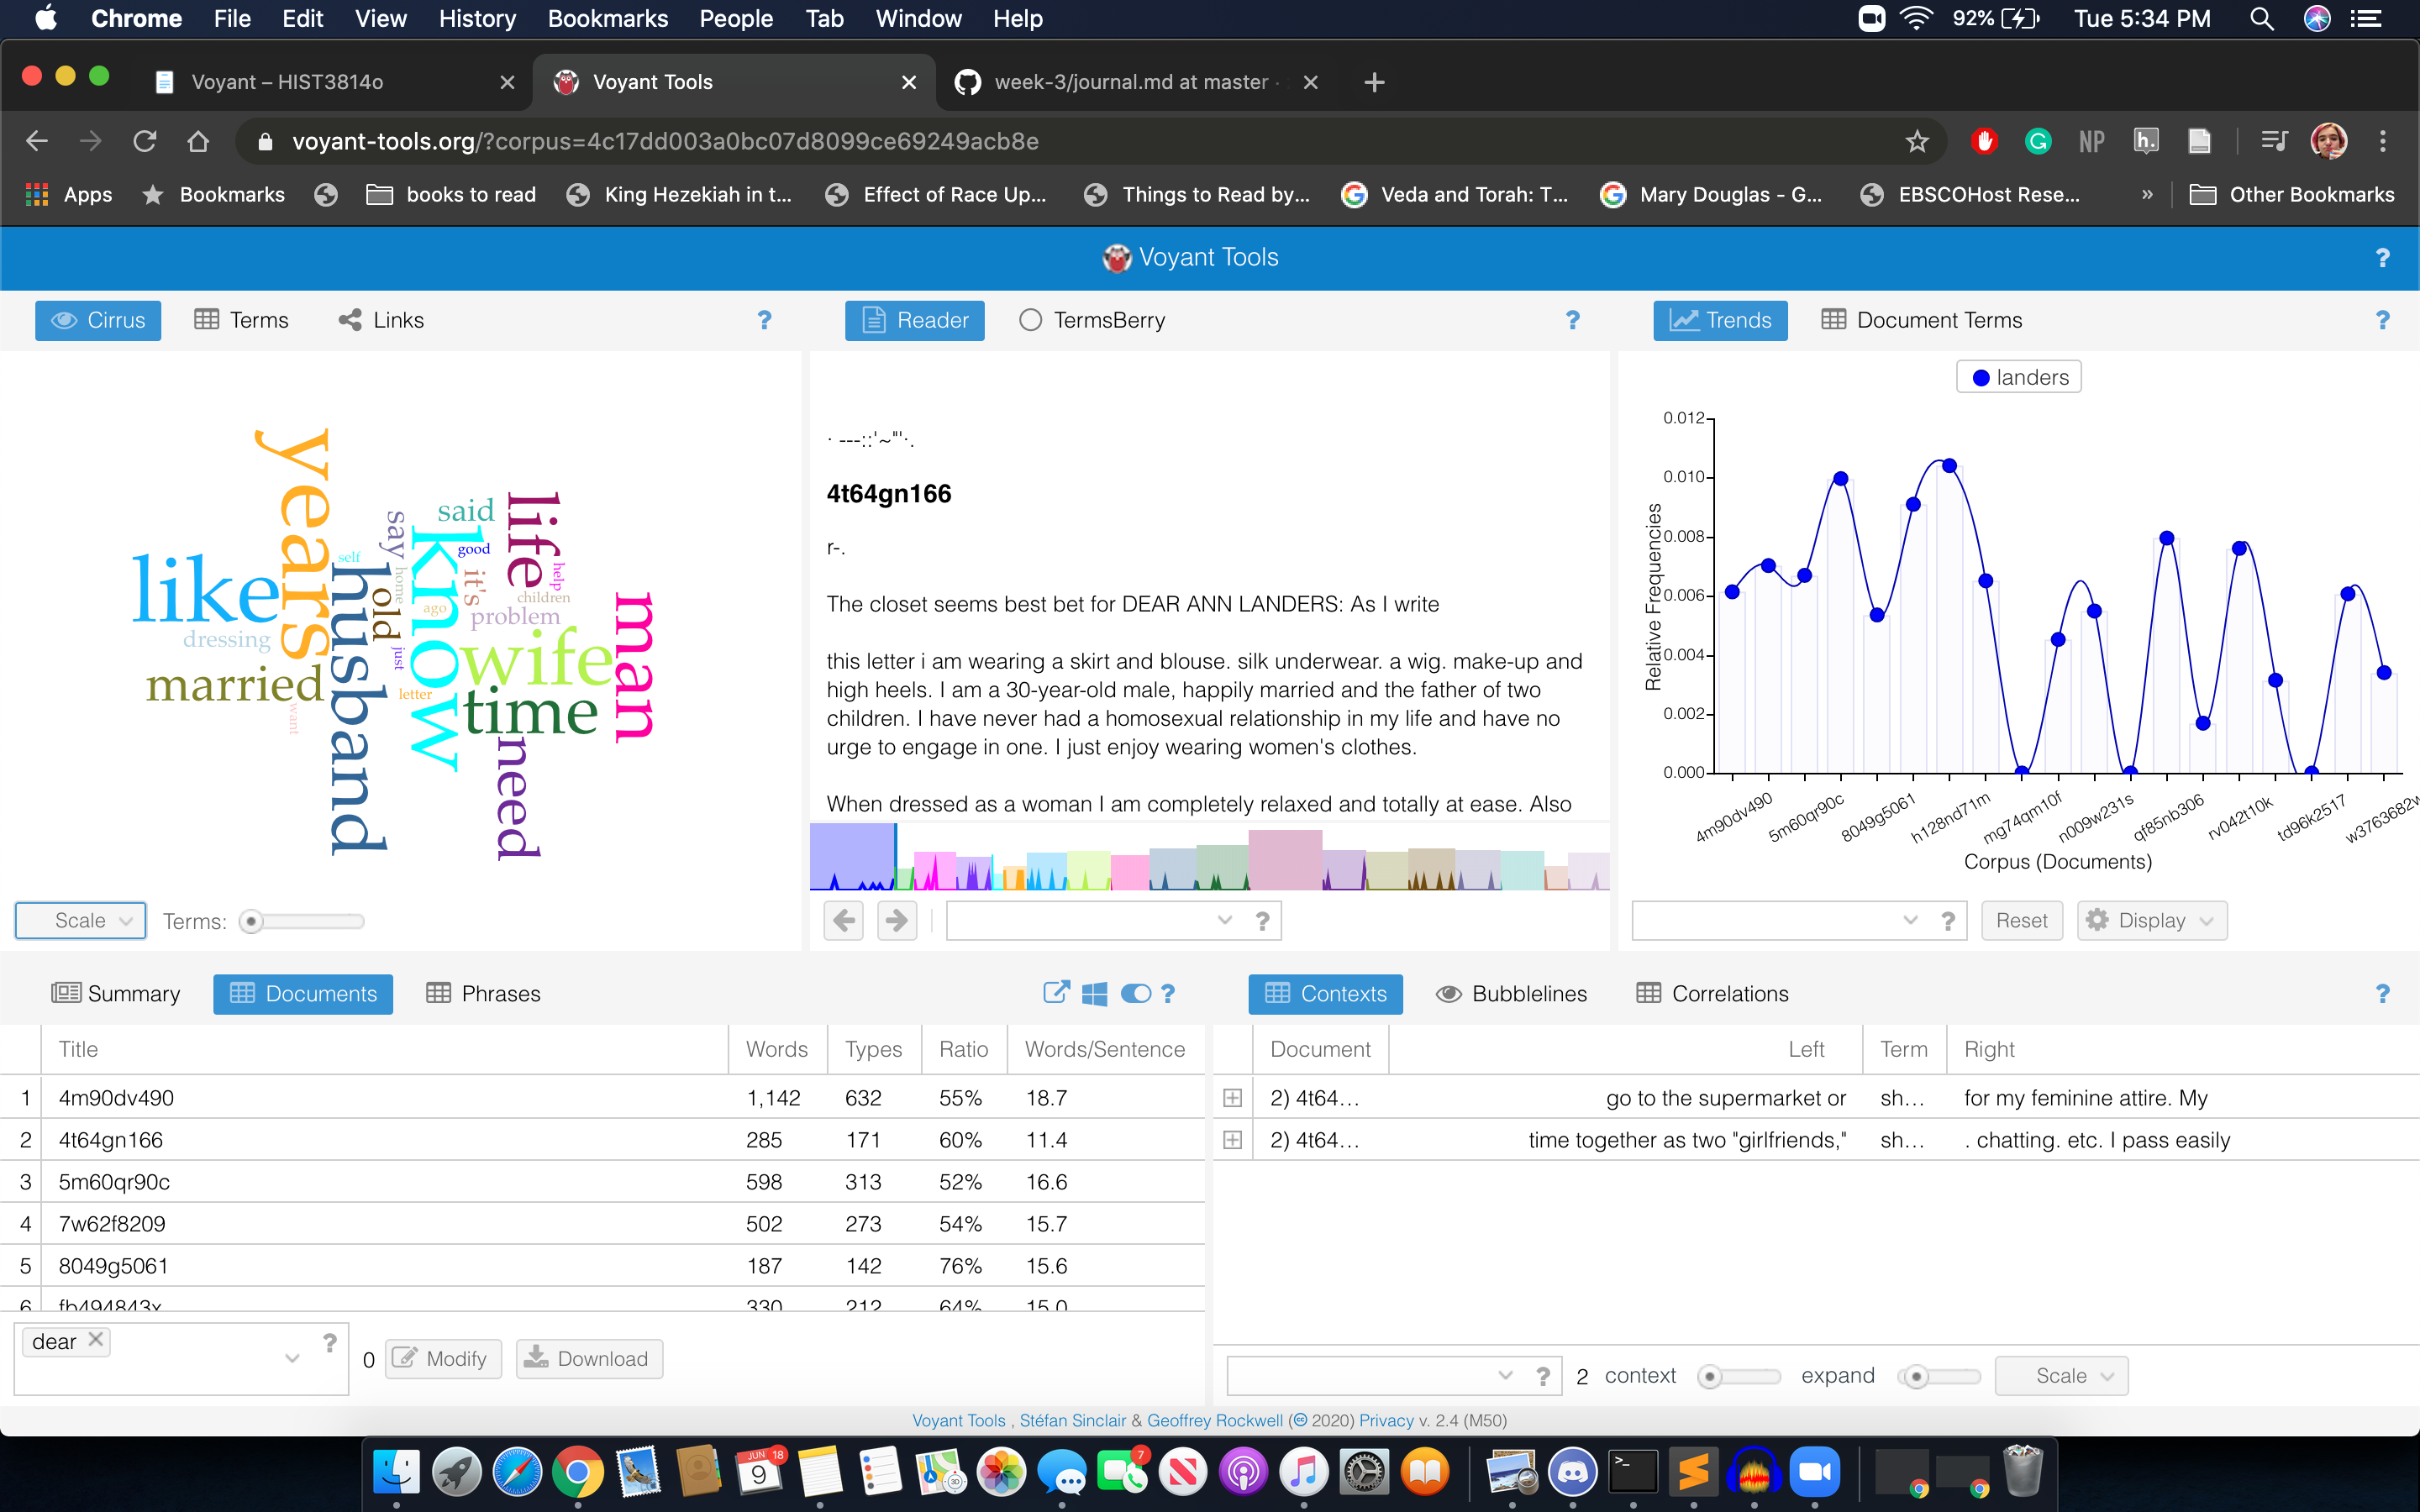 Chrome File Edit View History Bookmarks People Tab Window Help 92% Tue 5:34 PM
Voyant – HIST3814o
Voyant Tools
week-3/journal.md at master ·
voyant-tools.org/?corpus=4c17dd003a0bc07d8099ce69249acb8e
NP h.
Apps Bookmarks books to read King Hezekiah in t... Effect of Race Up... Things to Read by... Veda and Torah: T... Mary Douglas - G... EBSCOHost Rese... » Other Bookmarks
Voyant Tools ?
Cirrus Terms Links ?
years
like
dressing
married
want
husband
self
say
home
old
just
said
know
good
ago
letter
it's
life
help
children
problem
wife
time
need
man
Scale Terms:
Reader TermsBerry ?
· ---::'~"'·.
4t64gn166
r-.
The closet seems best bet for DEAR ANN LANDERS: As I write
this letter i am wearing a skirt and blouse. silk underwear. a wig. make-up and
high heels. I am a 30-year-old male, happily married and the father of two
children. I have never had a homosexual relationship in my life and have no
urge to engage in one. I just enjoy wearing women's clothes.
When dressed as a woman I am completely relaxed and totally at ease. Also
?
Trends Document Terms ?
landers
Relative Frequencies
0.012
0.010
0.008
0.006
0.004
0.002
0.000
4m90dv490 5m60qr90c 8049g5061 h128nd71m mg74qm10f n009w231s qf85nb306 rv042t10k td96k2517 w3763682w
Corpus (Documents)
? Reset Display
Summary Documents Phrases ?
Title Words Types Ratio Words/Sentence
1 4m90dv490 1,142 632 55% 18.7
2 4t64gn166 285 171 60% 11.4
3 5m60qr90c 598 313 52% 16.6
4 7w62f8209 502 273 54% 15.7
5 8049g5061 187 142 76% 15.6
6 fb494843x 330 212 64% 15.0
dear ? 0 Modify Download
Contexts Bubblelines Correlations ?
Document Left Term Right
2) 4t64... go to the supermarket or sh... for my feminine attire. My
2) 4t64... time together as two "girlfriends," sh... . chatting. etc. I pass easily
? 2 context expand Scale
Voyant Tools , Stéfan Sinclair & Geoffrey Rockwell (© 2020) Privacy v. 2.4 (M50)
JUN 18
9
3D
7
>_